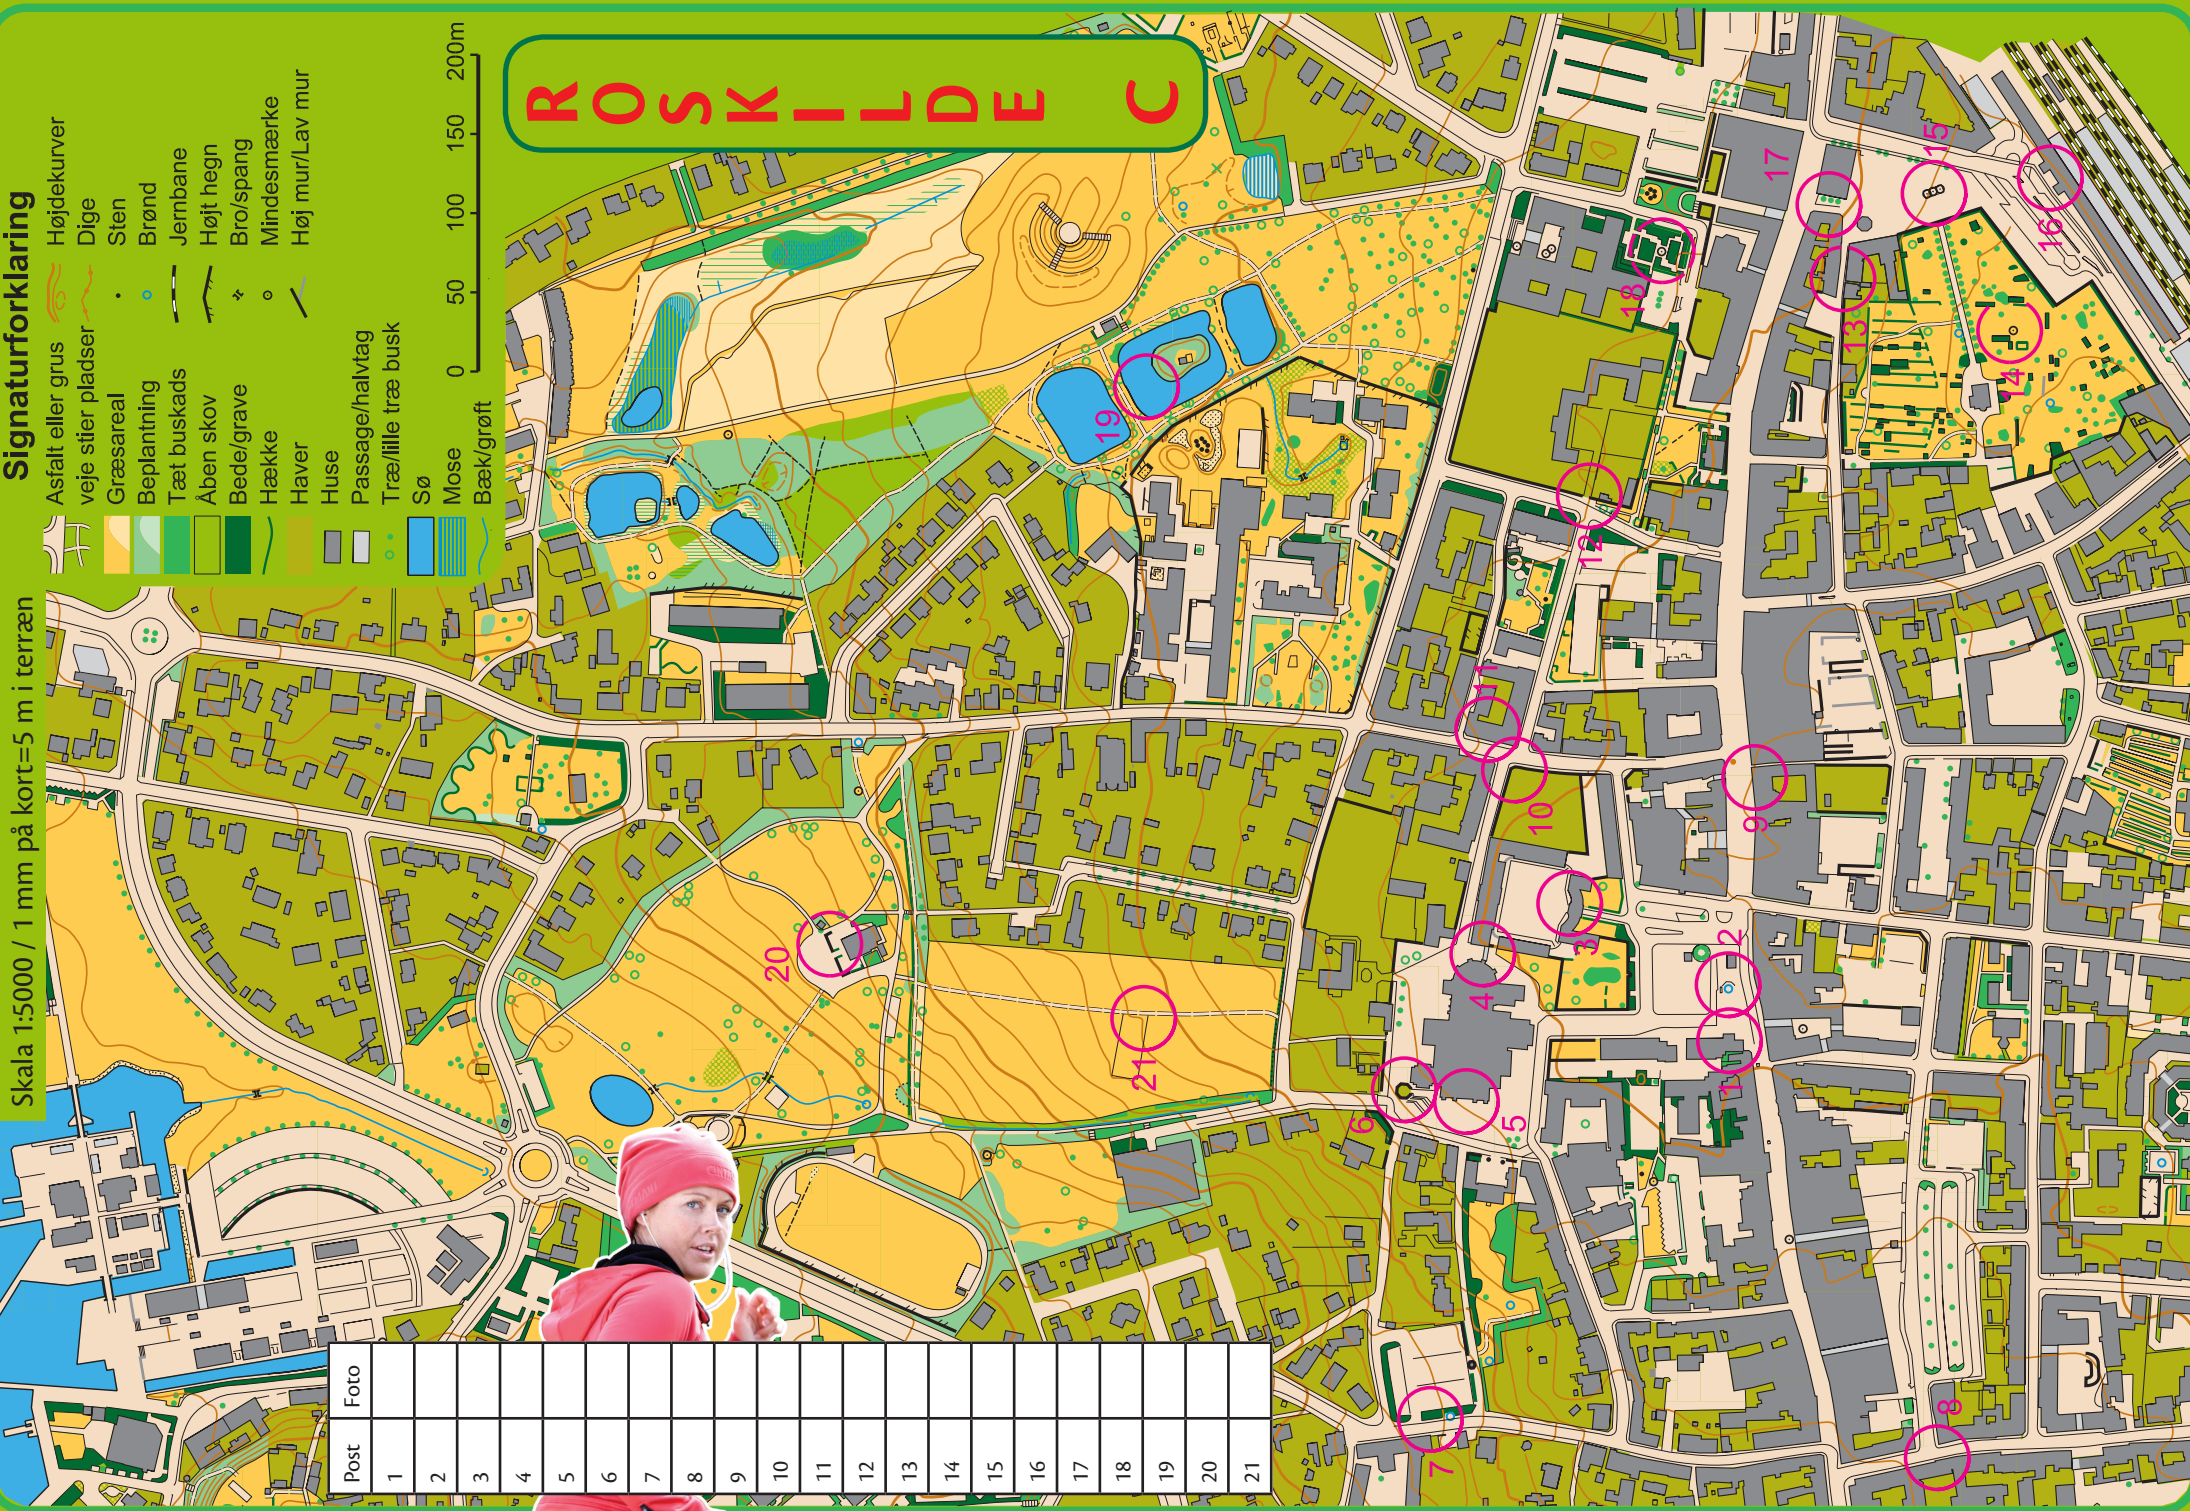 Skala 1:5000 / 1 mm på kort=5 m i terræn
Signaturforklaring
Asfalt eller grus
veje stier pladser
Græsareal
Beplantning
Tæt buskads
Åben skov
Bede/grave
Hække
Haver
Huse
Passage/halvtag
Træ/lille træ busk
Sø
Mose
Bæk/grøft
Højdekurver
Dige
Sten
Brønd
Jernbane
Højt hegn
Bro/spang
Mindesmærke
Høj mur/Lav mur
0 50 100 150 200m
ROSKILDE C
Post Foto
1
2
3
4
5
6
7
8
9
10
11
12
13
14
15
16
17
18
19
20
21
1
2
3
4
5
6
7
8
9
10
11
12
13
14
15
16
17
18
19
20
21